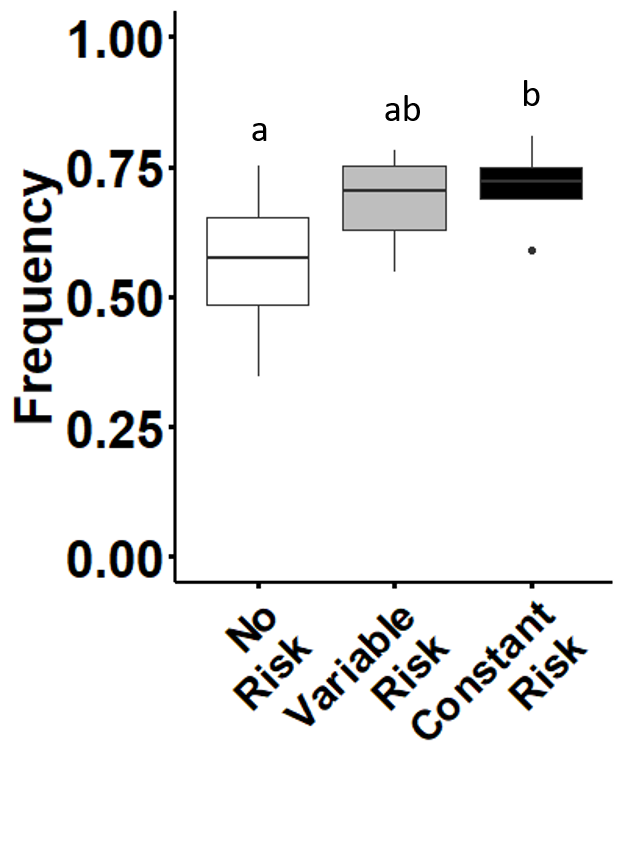 1.00
a
ab
b
0.75
0.50
0.25
0.00
Frequency
No
Risk
Variable
Risk
Constant
Risk